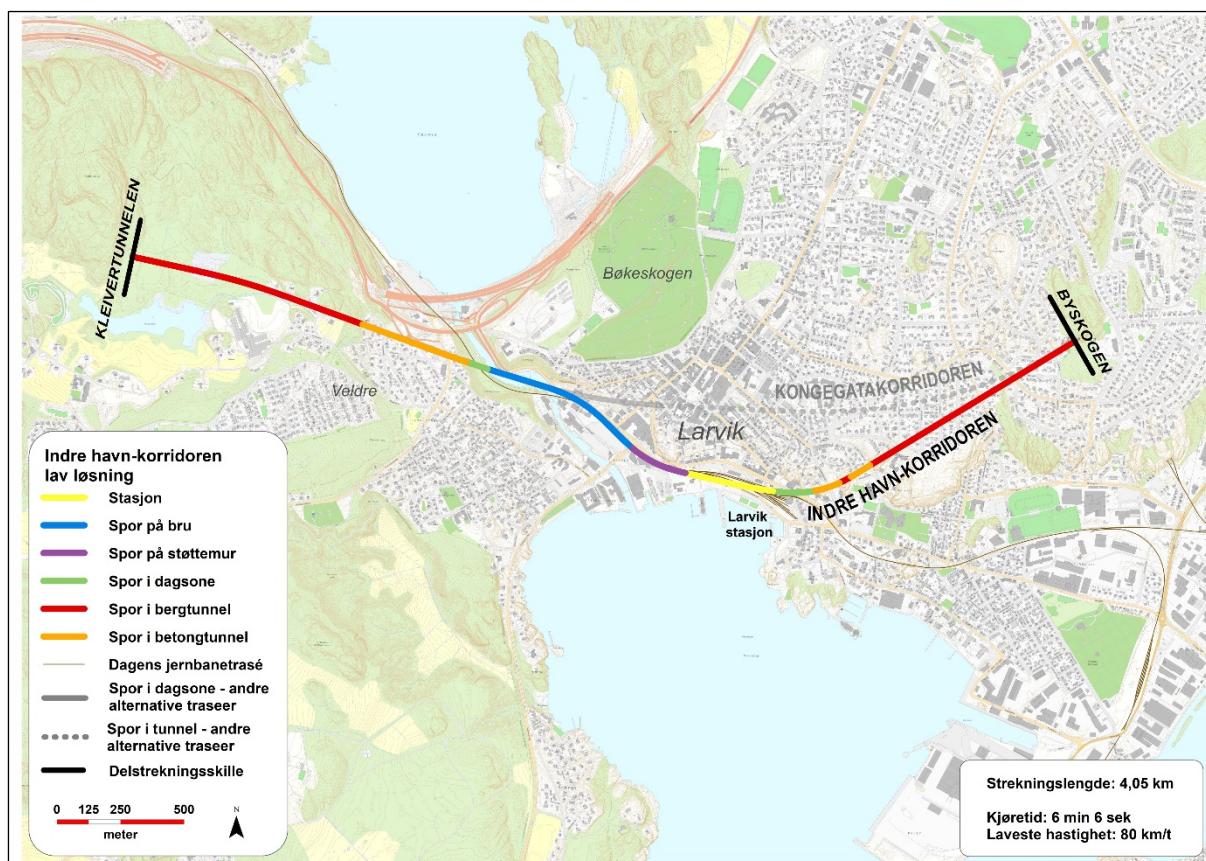 KLEIVERTUNNELEN
Bøkeskogen
BYSKOGEN
KONGEGATAKORRIDOREN
Veldre
Larvik
INDRE HAVN-KORRIDOREN
Larvik
stasjon
Indre havn-korridoren
lav løsning
Stasjon
Spor på bru
Spor på støttemur
Spor i dagsone
Spor i bergtunnel
Spor i betongtunnel
Dagens jernbanetrasé
Spor i dagsone - andre
alternative traseer
Spor i tunnel - andre
alternative traseer
Delstrekningsskille
0 125 250 500
meter
N
Strekningslengde: 4,05 km
Kjøretid: 6 min 6 sek
Laveste hastighet: 80 km/t